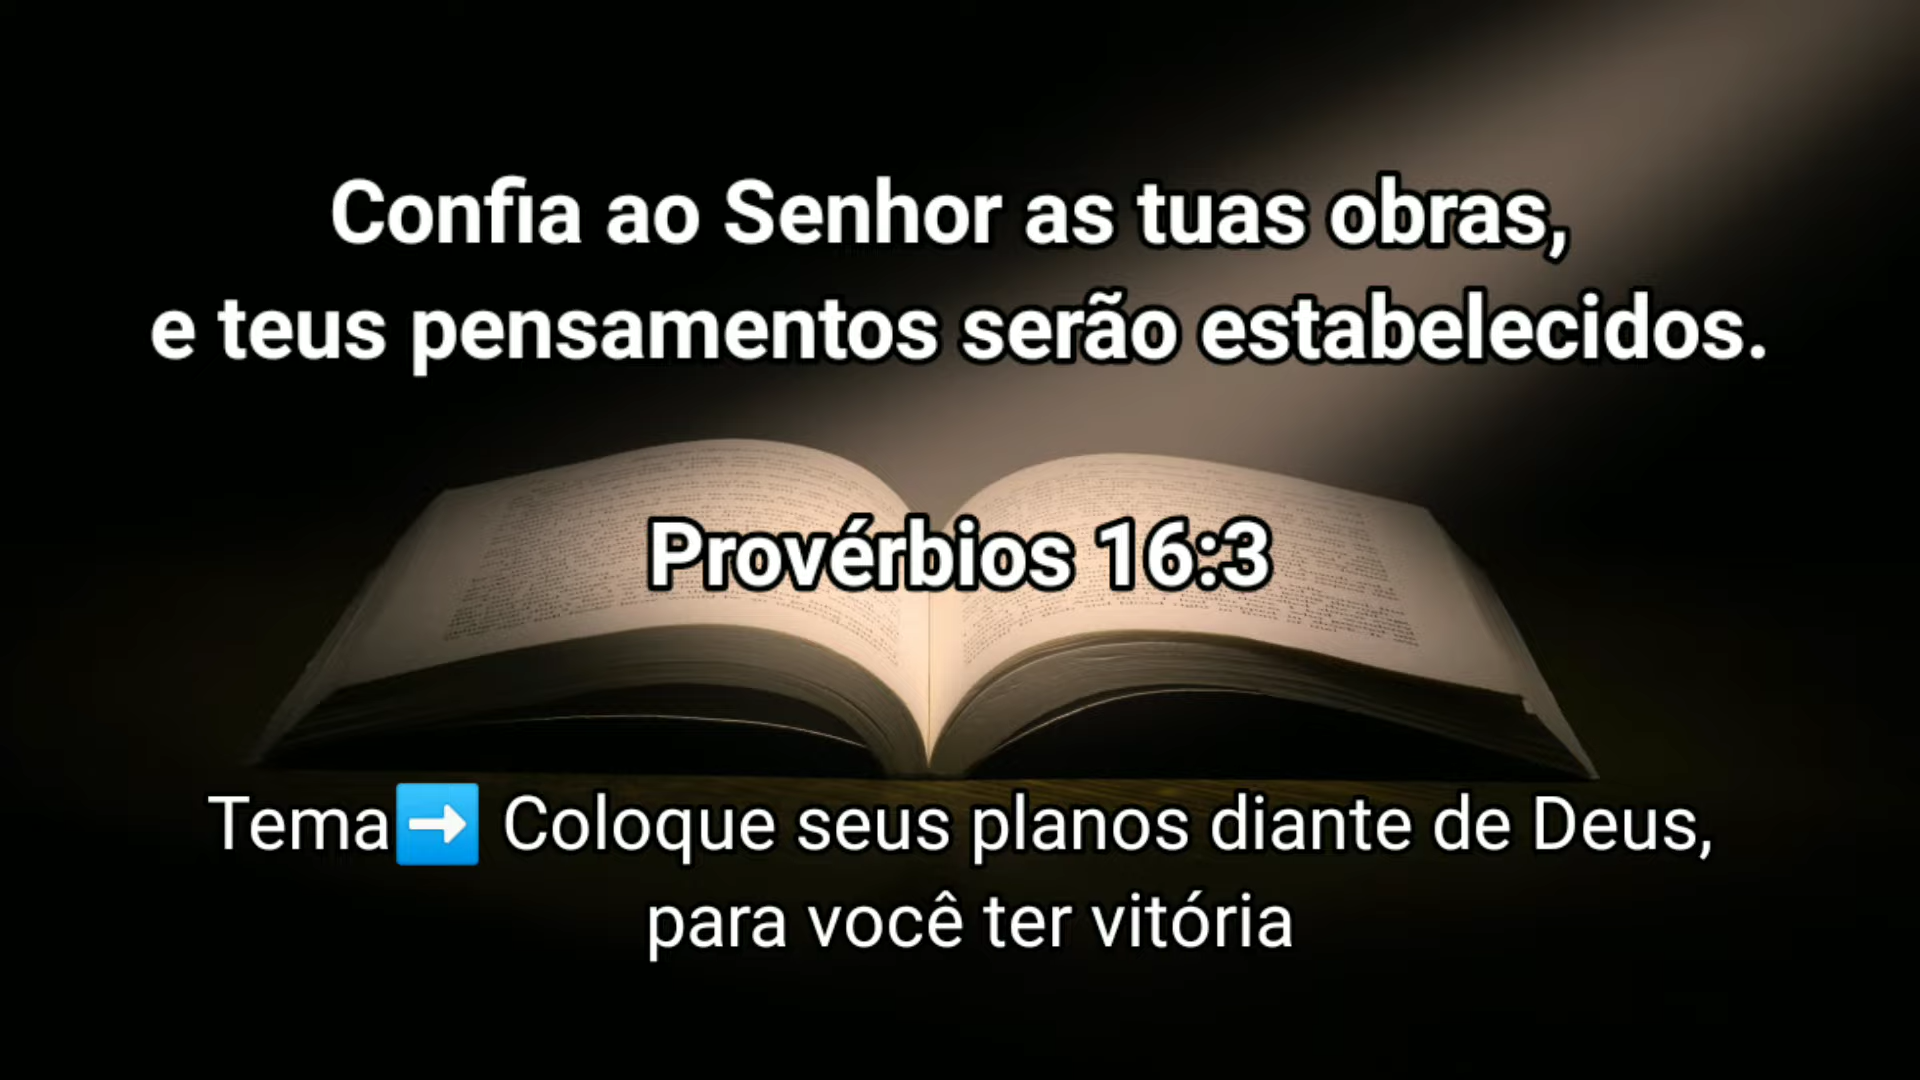 Confia ao Senhor as tuas obras,
e teus pensamentos serão estabelecidos.
Provérbios 16:3
Tema➡️ Coloque seus planos diante de Deus,
para você ter vitória